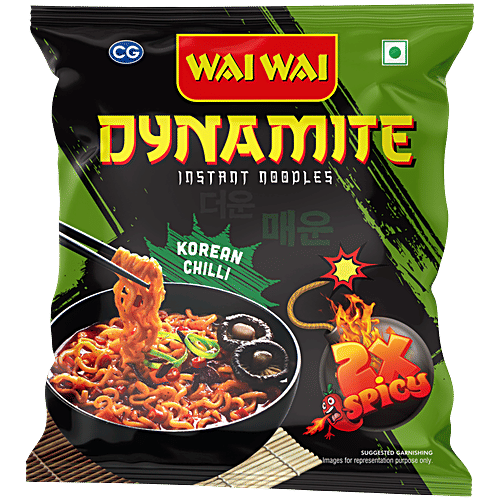 CG
WAI WAI
DYNAMITE
INSTANT NOODLES
더운
매운
KOREAN
CHILLI
2X
SPICY
SUGGESTED GARNISHING
Images for representation purpose only.